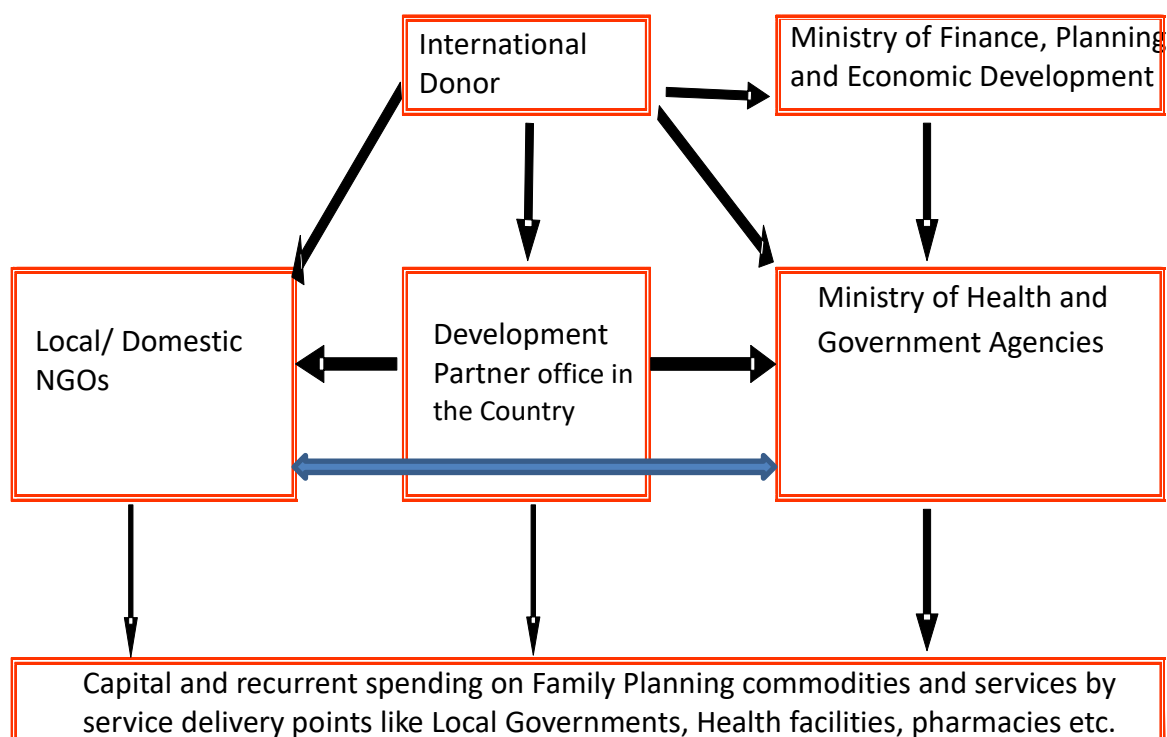 International
Donor
Ministry of Finance, Planning
and Economic Development
Local/ Domestic
NGOs
Development
Partner office in
the Country
Ministry of Health and
Government Agencies
Capital and recurrent spending on Family Planning commodities and services by
service delivery points like Local Governments, Health facilities, pharmacies etc.